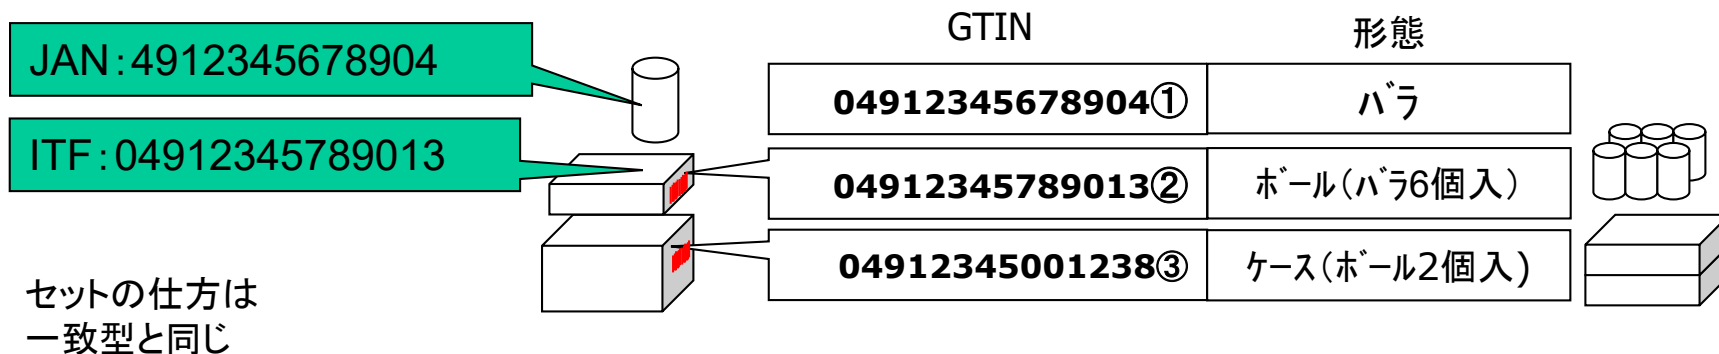 GTIN 形態
JAN:4912345678904
04912345678904① バラ
ITF:04912345789013
04912345789013② ボール(バラ6個入)
04912345001238③ ケース(ボール2個入)
セットの仕方は
一致型と同じ